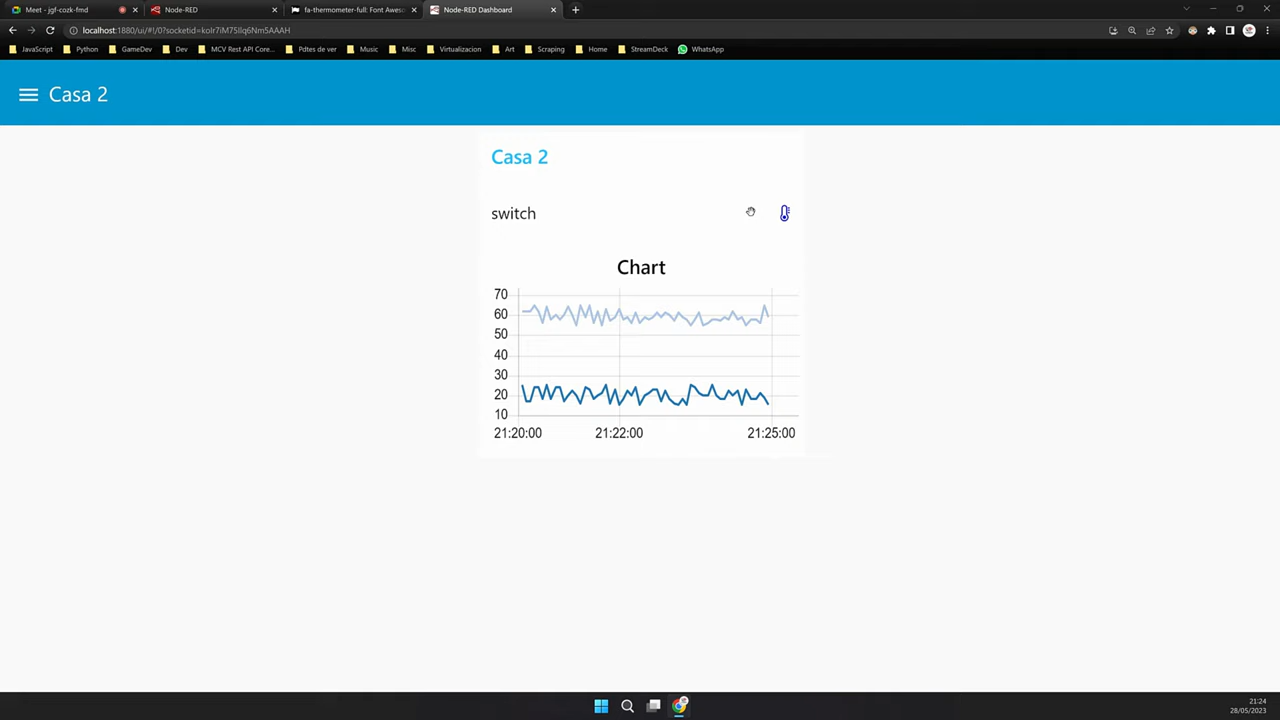 Meet - jgf-cozk-fmd
Node-RED
fa-thermometer-full: Font Aweso
Node-RED Dashboard
localhost:1880/ui/#!/0?socketid=koIr7iM75Ilq6Nm5AAAH
JavaScript Python GameDev Dev MCV Rest API Core... Pdtes de ver Music Misc Virtualizacion Art Scraping Home StreamDeck WhatsApp
Casa 2
Casa 2
switch
Chart
70
60
50
40
30
20
10
21:20:00 21:22:00 21:25:00
21:24
28/05/2023